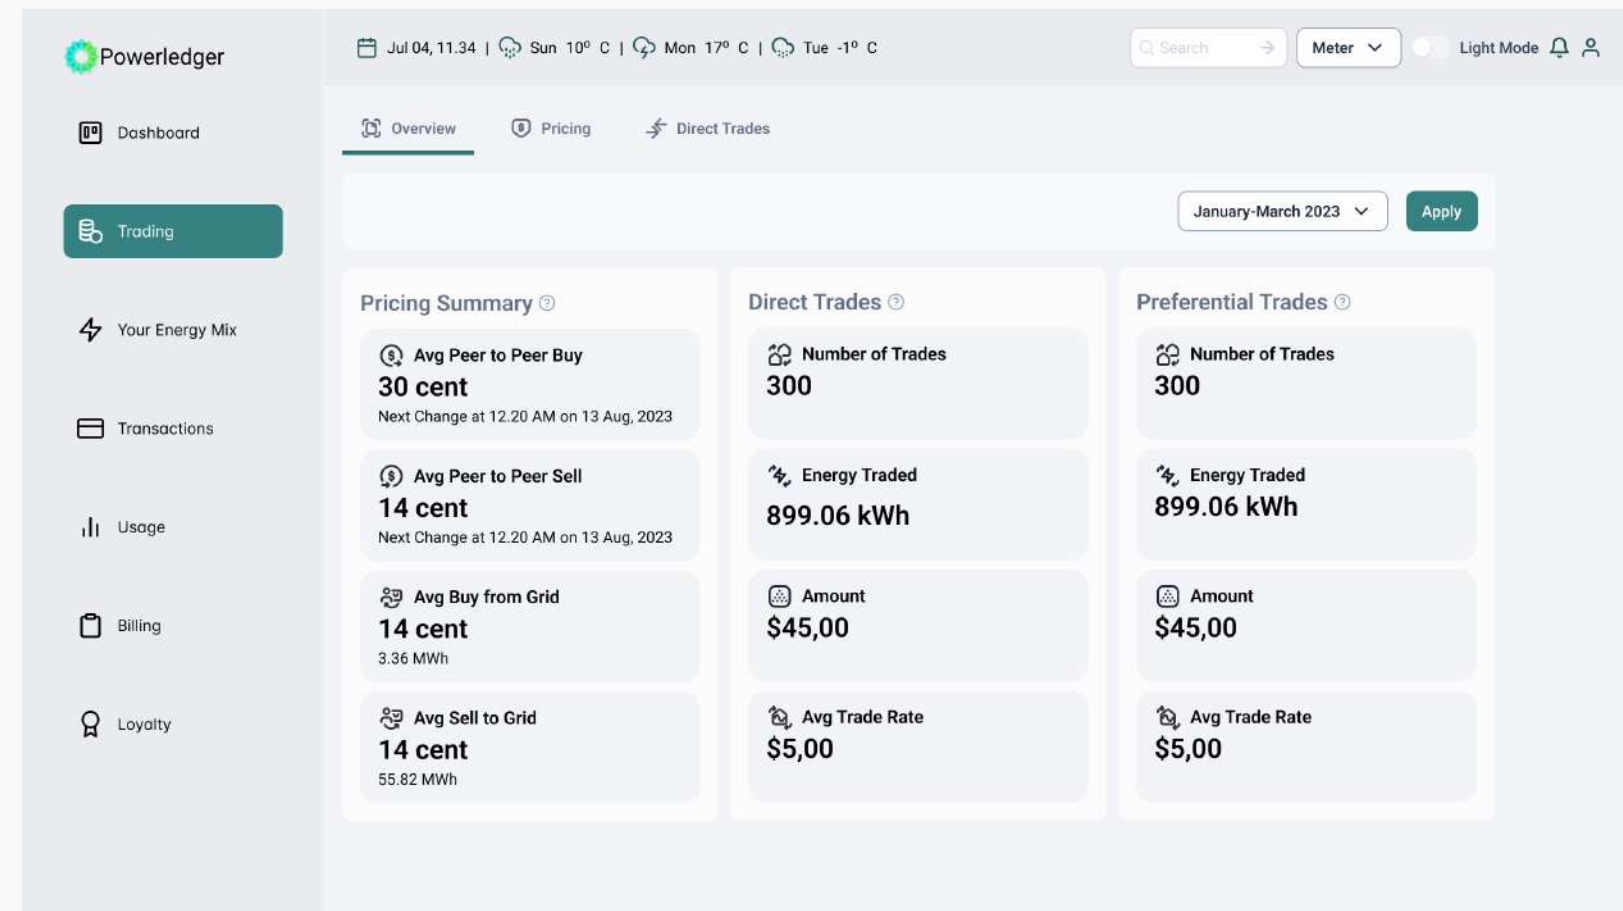 Powerledger
Jul 04, 11.34 | Sun 10º C | Mon 17º C | Tue -1º C
Search
Meter
Light Mode
Dashboard
Trading
Your Energy Mix
Transactions
Usage
Billing
Loyalty
Overview
Pricing
Direct Trades
January-March 2023
Apply
Pricing Summary
Avg Peer to Peer Buy
30 cent
Next Change at 12.20 AM on 13 Aug, 2023
Avg Peer to Peer Sell
14 cent
Next Change at 12.20 AM on 13 Aug, 2023
Avg Buy from Grid
14 cent
3.36 MWh
Avg Sell to Grid
14 cent
55.82 MWh
Direct Trades
Number of Trades
300
Energy Traded
899.06 kWh
Amount
$45,00
Avg Trade Rate
$5,00
Preferential Trades
Number of Trades
300
Energy Traded
899.06 kWh
Amount
$45,00
Avg Trade Rate
$5,00